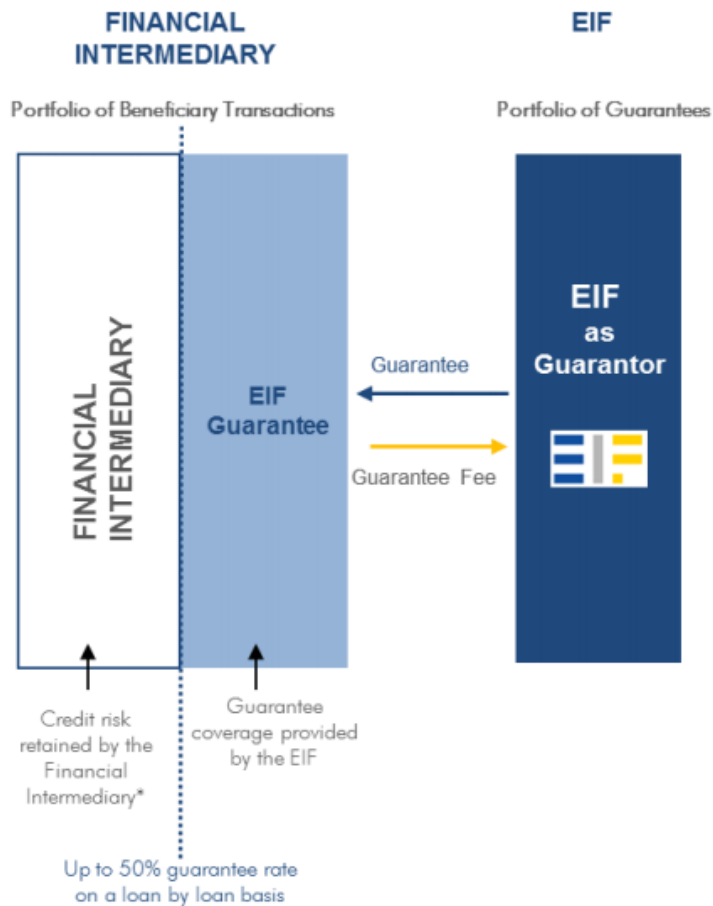 FINANCIAL
INTERMEDIARY
EIF
Portfolio of Beneficiary Transactions
Portfolio of Guarantees
FINANCIAL
INTERMEDIARY
EIF
Guarantee
Guarantee
Guarantee Fee
EIF
as
Guarantor
EIF
Credit risk
retained by the
Financial
Intermediary*
Guarantee
coverage provided
by the EIF
Up to 50% guarantee rate
on a loan by loan basis